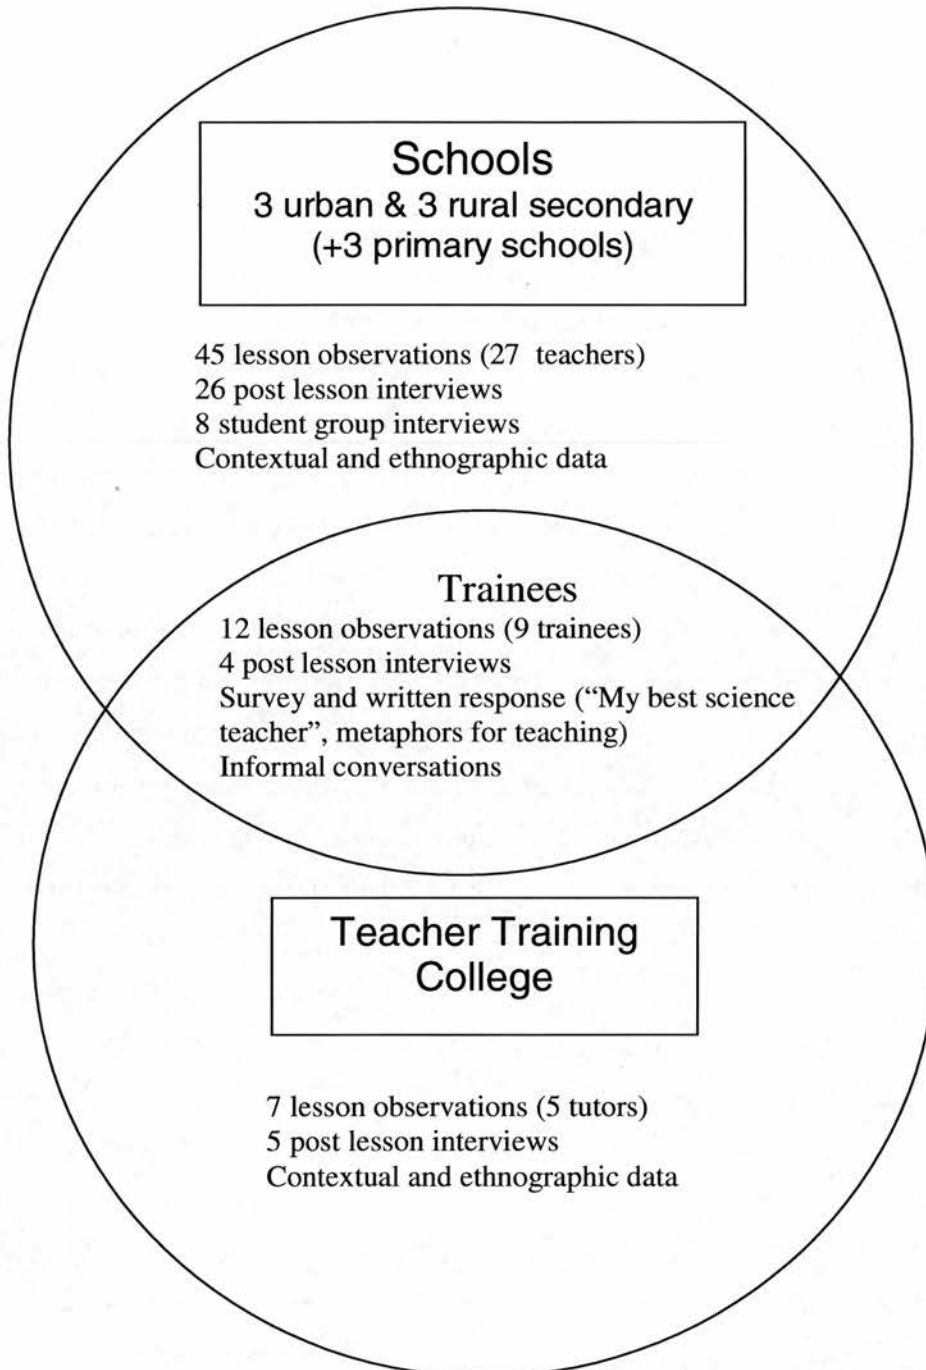 Schools
3 urban & 3 rural secondary
(+3 primary schools)
45 lesson observations (27 teachers)
26 post lesson interviews
8 student group interviews
Contextual and ethnographic data
Trainees
12 lesson observations (9 trainees)
4 post lesson interviews
Survey and written response (“My best science
teacher”, metaphors for teaching)
Informal conversations
Teacher Training
College
7 lesson observations (5 tutors)
5 post lesson interviews
Contextual and ethnographic data